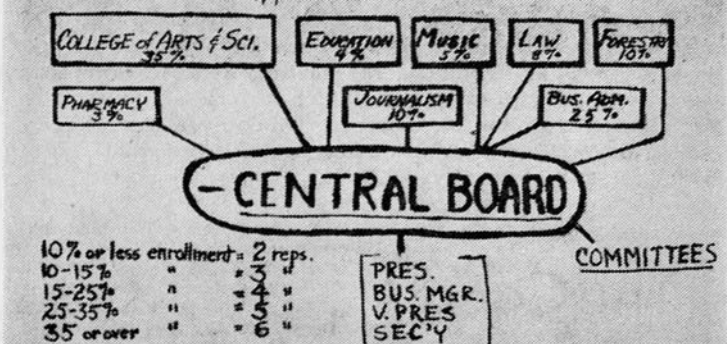 COLLEGE of ARTS & SCI.
35%
EDUCATION
4%
MUSIC
5%
LAW
8%
FORESTRY
10%
PHARMACY
3%
JOURNALISM
10%
BUS. ADM.
25%
- CENTRAL BOARD
COMMITTEES
10% or less enrollment = 2 reps.
10-15% " = 3 "
15-25% " = 4 "
25-35% " = 5 "
35 or over " = 6 "
PRES.
BUS. MGR.
V. PRES
SEC'Y